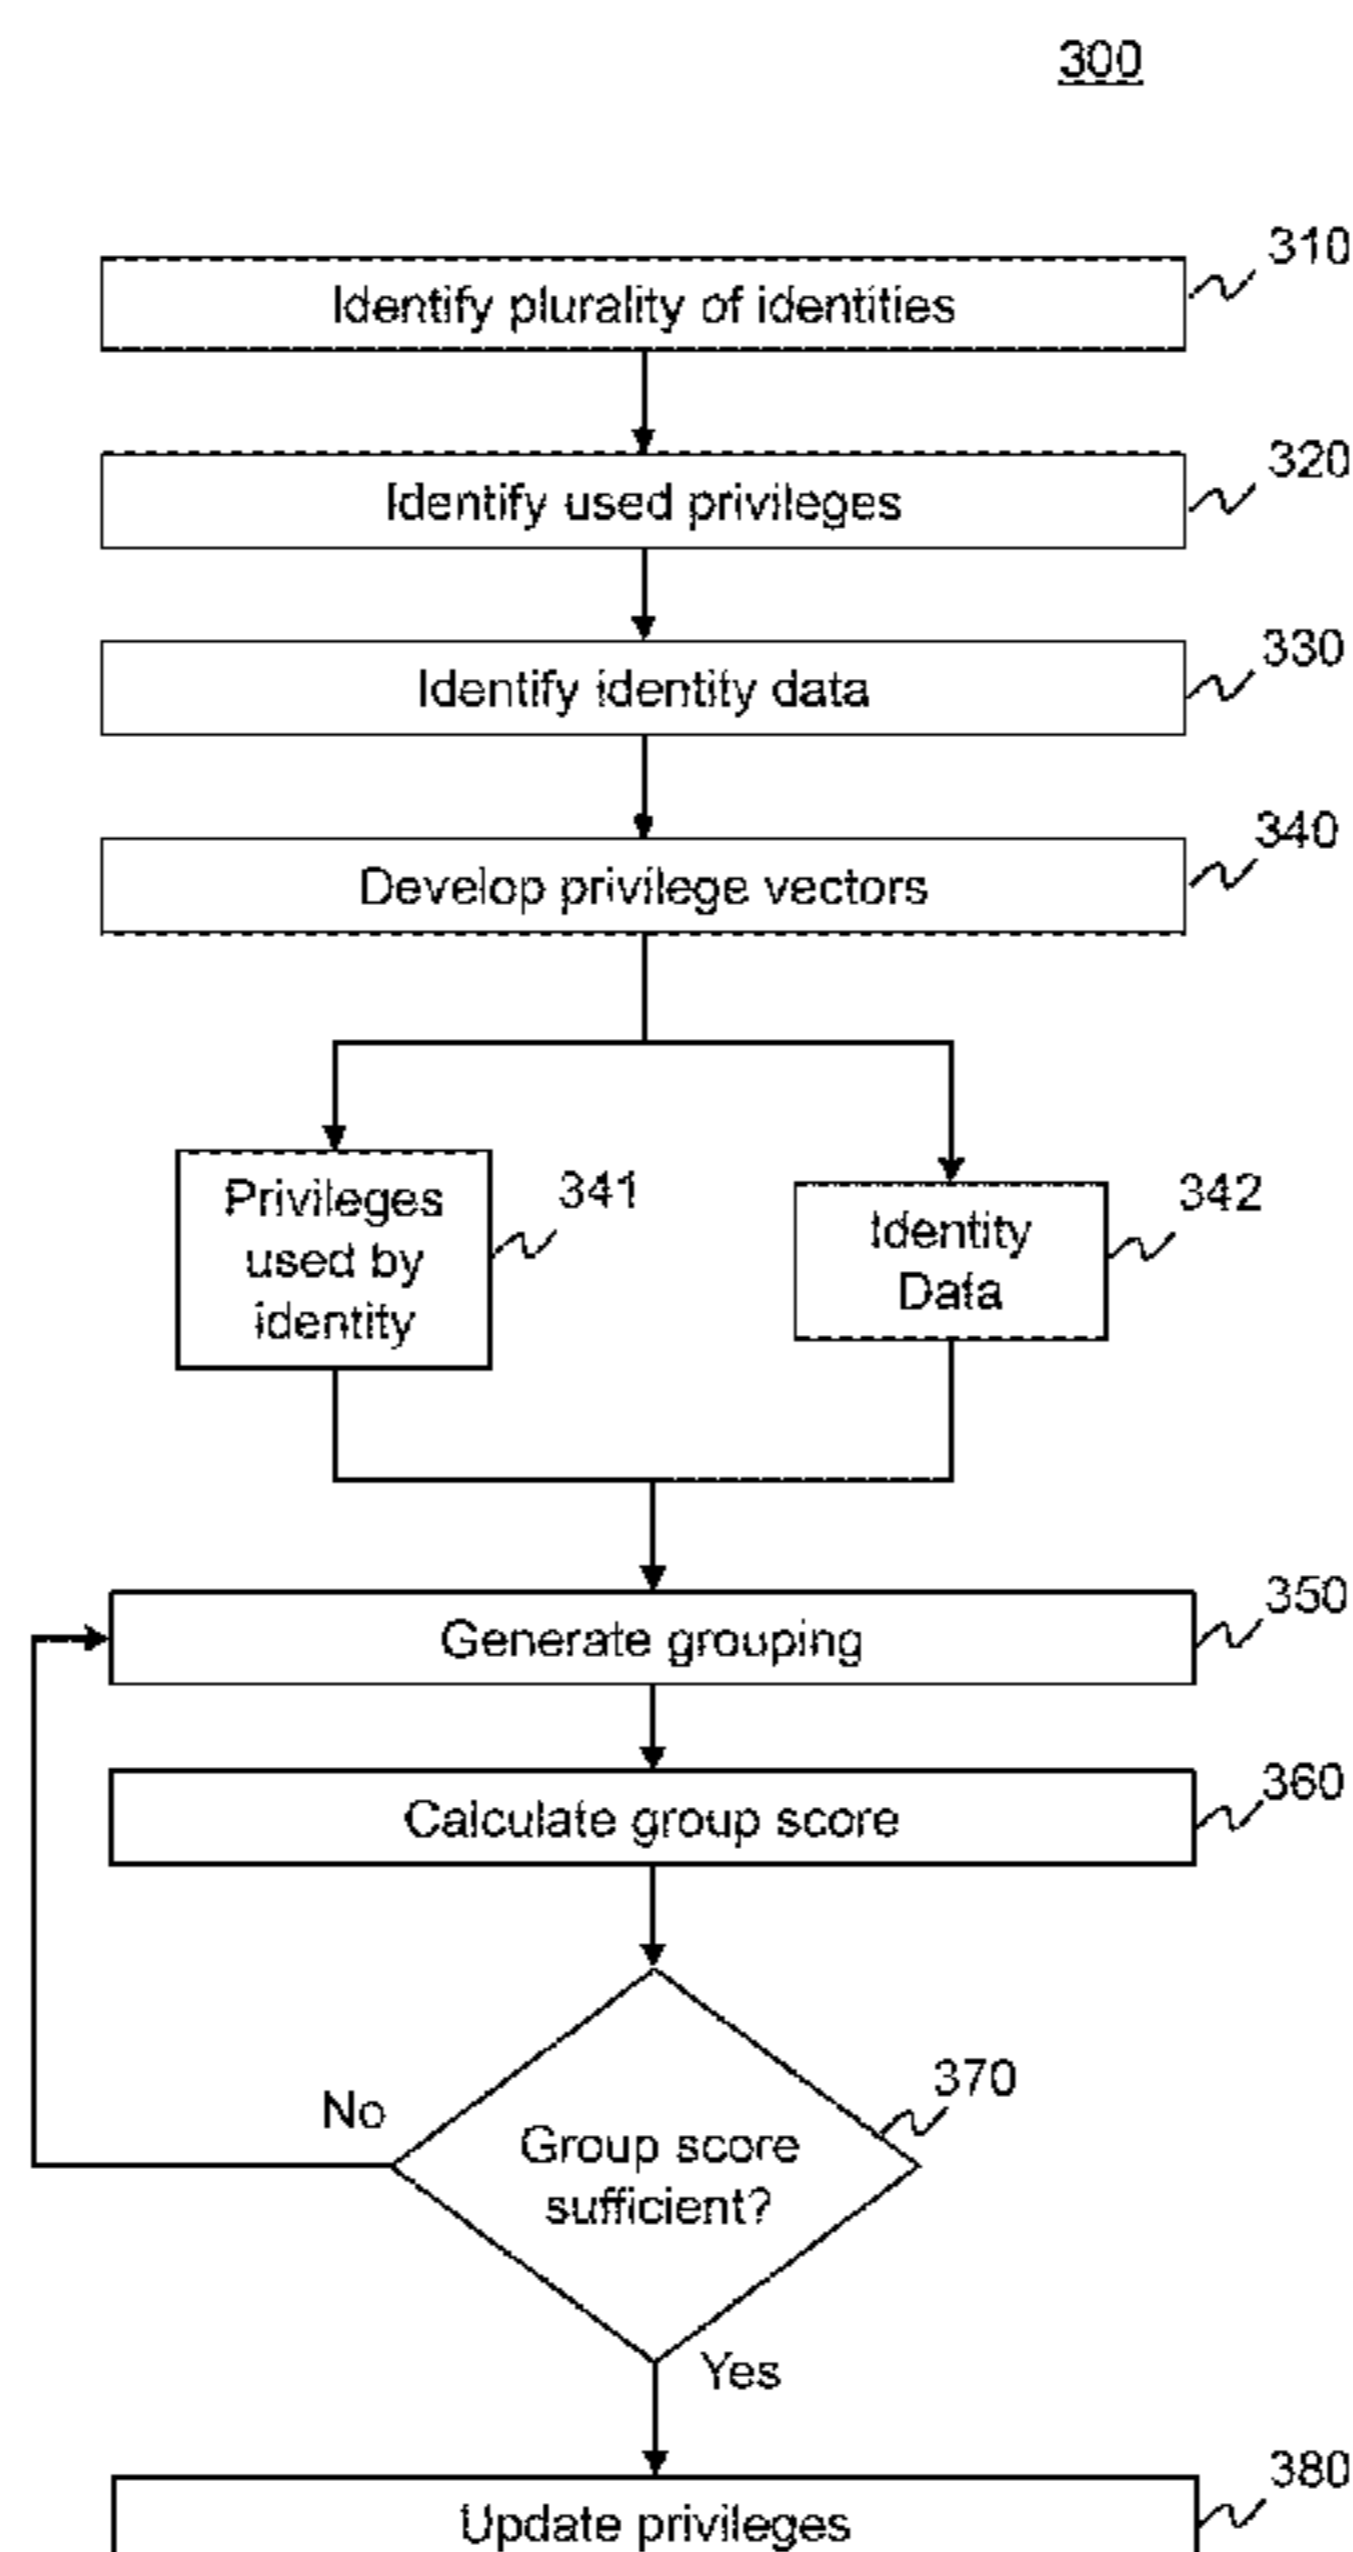 300
310
Identify plurality of identities
320
Identify used privileges
330
Identify identity data
340
Develop privilege vectors
Privileges
used by
identity
341
Identity
Data
342
350
Generate grouping
360
Calculate group score
370
No
Group score
sufficient?
Yes
380
Update privileges